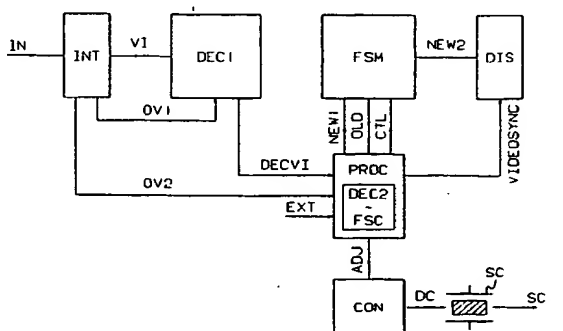 IN
INT
VI
DEC1
FSM
NEW2
DIS
OV1
NEW1
OLD
CTL
VIDEOSYNC
DECVI
PROC
OV2
DEC2
~
FSC
EXT
ADJ
CON
DC
SC
SC